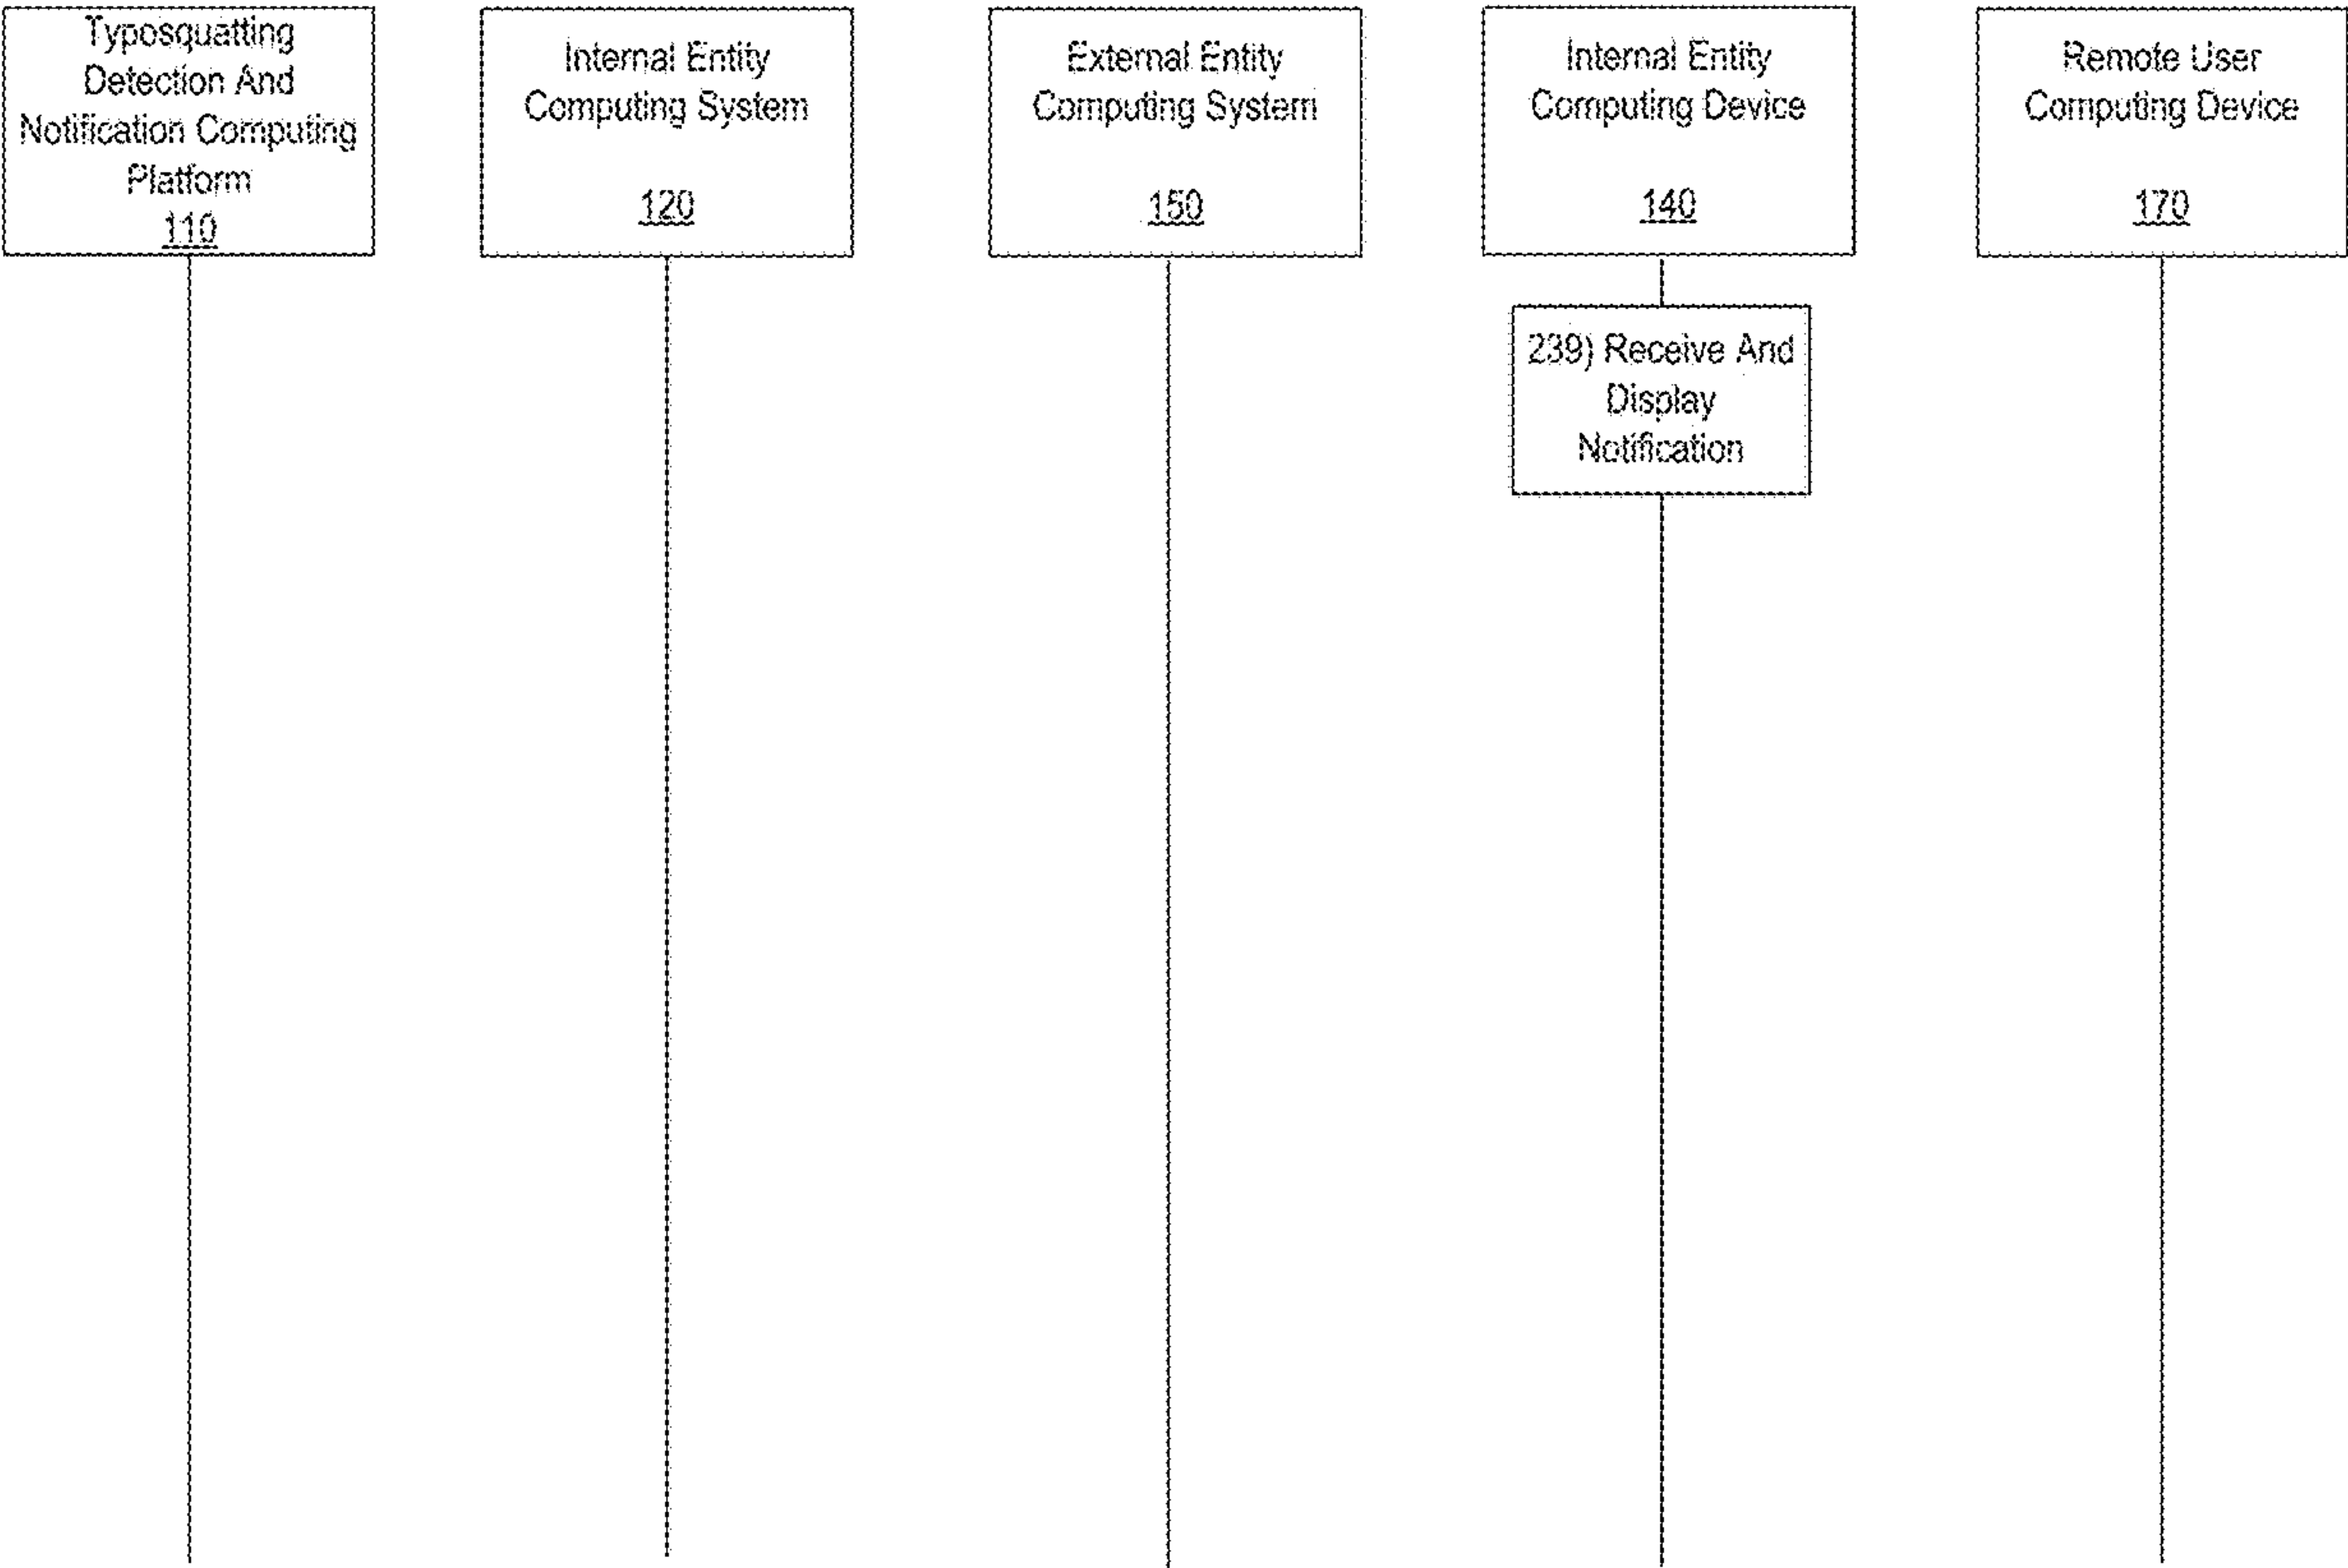 Typosquatting
Detection And
Notification Computing
Platform
110
Internal Entity
Computing System
120
External Entity
Computing System
150
Internal Entity
Computing Device
140
Remote User
Computing Device
170
239) Receive And
Display
Notification